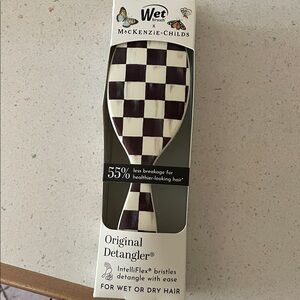 Wet
brush
x
MACKENZIE-CHILDS
55% less breakage for
healthier-looking hair*
Original
Detangler®
IntelliFlex® bristles
detangle with ease
FOR WET OR DRY HAIR